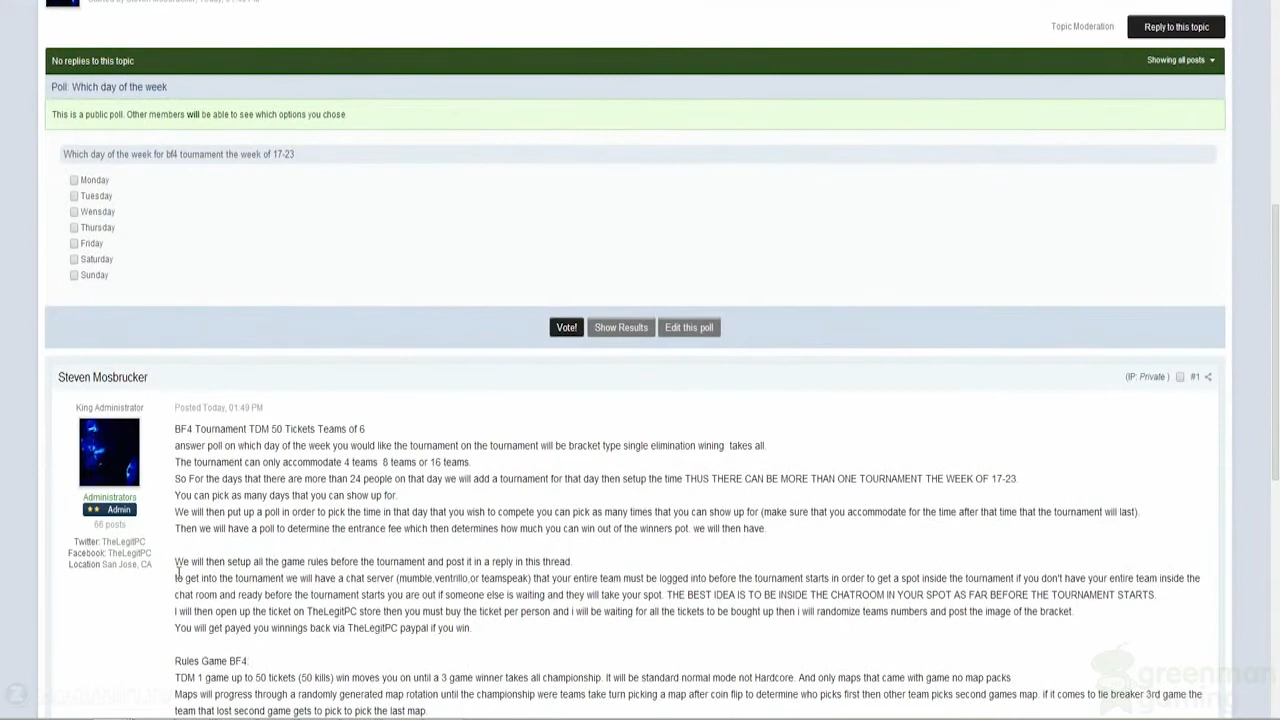 Topic Moderation
Reply to this topic
No replies to this topic
Showing all posts
Poll: Which day of the week
This is a public poll. Other members will be able to see which options you chose
Which day of the week for bf4 tournament the week of 17-23
Monday
Tuesday
Wensday
Thursday
Friday
Saturday
Sunday
Vote!
Show Results
Edit this poll
Steven Mosbrucker
(IP: Private )
#1
King Administrator
Posted Today, 01:49 PM
Administrators
Admin
66 posts
Twitter: TheLegitPC
Facebook: TheLegitPC
Location San Jose, CA
BF4 Tournament TDM 50 Tickets Teams of 6
answer poll on which day of the week you would like the tournament on the tournament will be bracket type single elimination wining takes all.
The tournament can only accommodate 4 teams 8 teams or 16 teams.
So For the days that there are more than 24 people on that day we will add a tournament for that day then setup the time THUS THERE CAN BE MORE THAN ONE TOURNAMENT THE WEEK OF 17-23.
You can pick as many days that you can show up for.
We will then put up a poll in order to pick the time in that day that you wish to compete you can pick as many times that you can show up for (make sure that you accommodate for the time after that time that the tournament will last).
Then we will have a poll to determine the entrance fee which then determines how much you can win out of the winners pot. we will then have.
We will then setup all the game rules before the tournament and post it in a reply in this thread.
to get into the tournament we will have a chat server (mumble,ventrillo,or teamspeak) that your entire team must be logged into before the tournament starts in order to get a spot inside the tournament if you don't have your entire team inside the
chat room and ready before the tournament starts you are out if someone else is waiting and they will take your spot. THE BEST IDEA IS TO BE INSIDE THE CHATROOM IN YOUR SPOT AS FAR BEFORE THE TOURNAMENT STARTS.
I will then open up the ticket on TheLegitPC store then you must buy the ticket per person and i will be waiting for all the tickets to be bought up then i will randomize teams numbers and post the image of the bracket.
You will get payed you winnings back via TheLegitPC paypal if you win.
Rules Game BF4:
TDM 1 game up to 50 tickets (50 kills) win moves you on until a 3 game winner takes all championship. It will be standard normal mode not Hardcore. And only maps that came with game no map packs
Maps will progress through a randomly generated map rotation until the championship were teams take turn picking a map after coin flip to determine who picks first then other team picks second games map. if it comes to tie breaker 3rd game the
team that lost second game gets to pick to pick the last map.
greenman
gaming